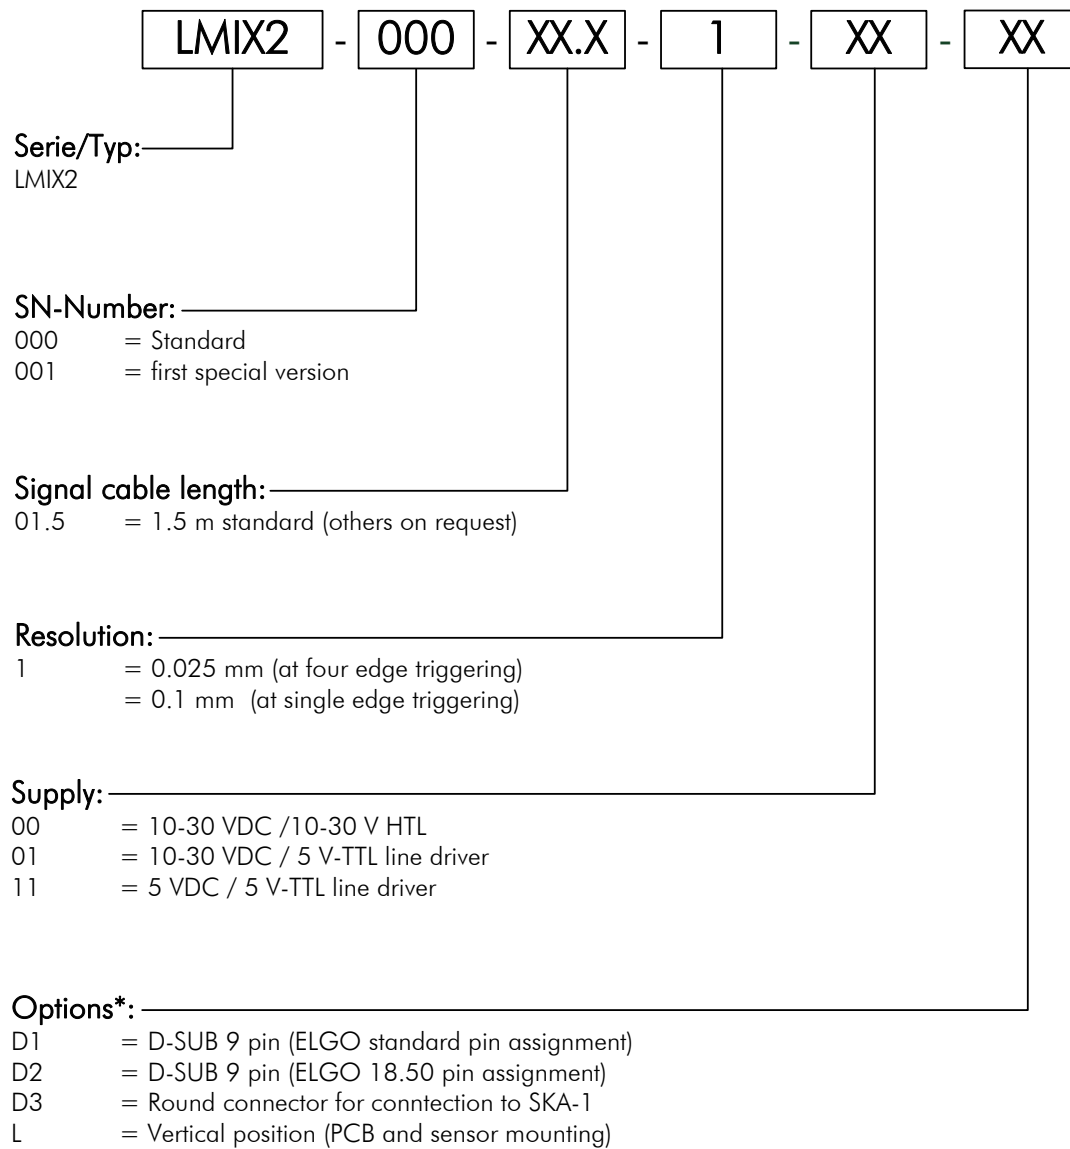 LMIX2 - 000 - XX.X - 1 - XX - XX
Serie/Typ:
LMIX2
SN-Number:
000 = Standard
001 = first special version
Signal cable length:
01.5 = 1.5 m standard (others on request)
Resolution:
1 = 0.025 mm (at four edge triggering)
= 0.1 mm (at single edge triggering)
Supply:
00 = 10-30 VDC /10-30 V HTL
01 = 10-30 VDC / 5 V-TTL line driver
11 = 5 VDC / 5 V-TTL line driver
Options*:
D1 = D-SUB 9 pin (ELGO standard pin assignment)
D2 = D-SUB 9 pin (ELGO 18.50 pin assignment)
D3 = Round connector for conntection to SKA-1
L = Vertical position (PCB and sensor mounting)